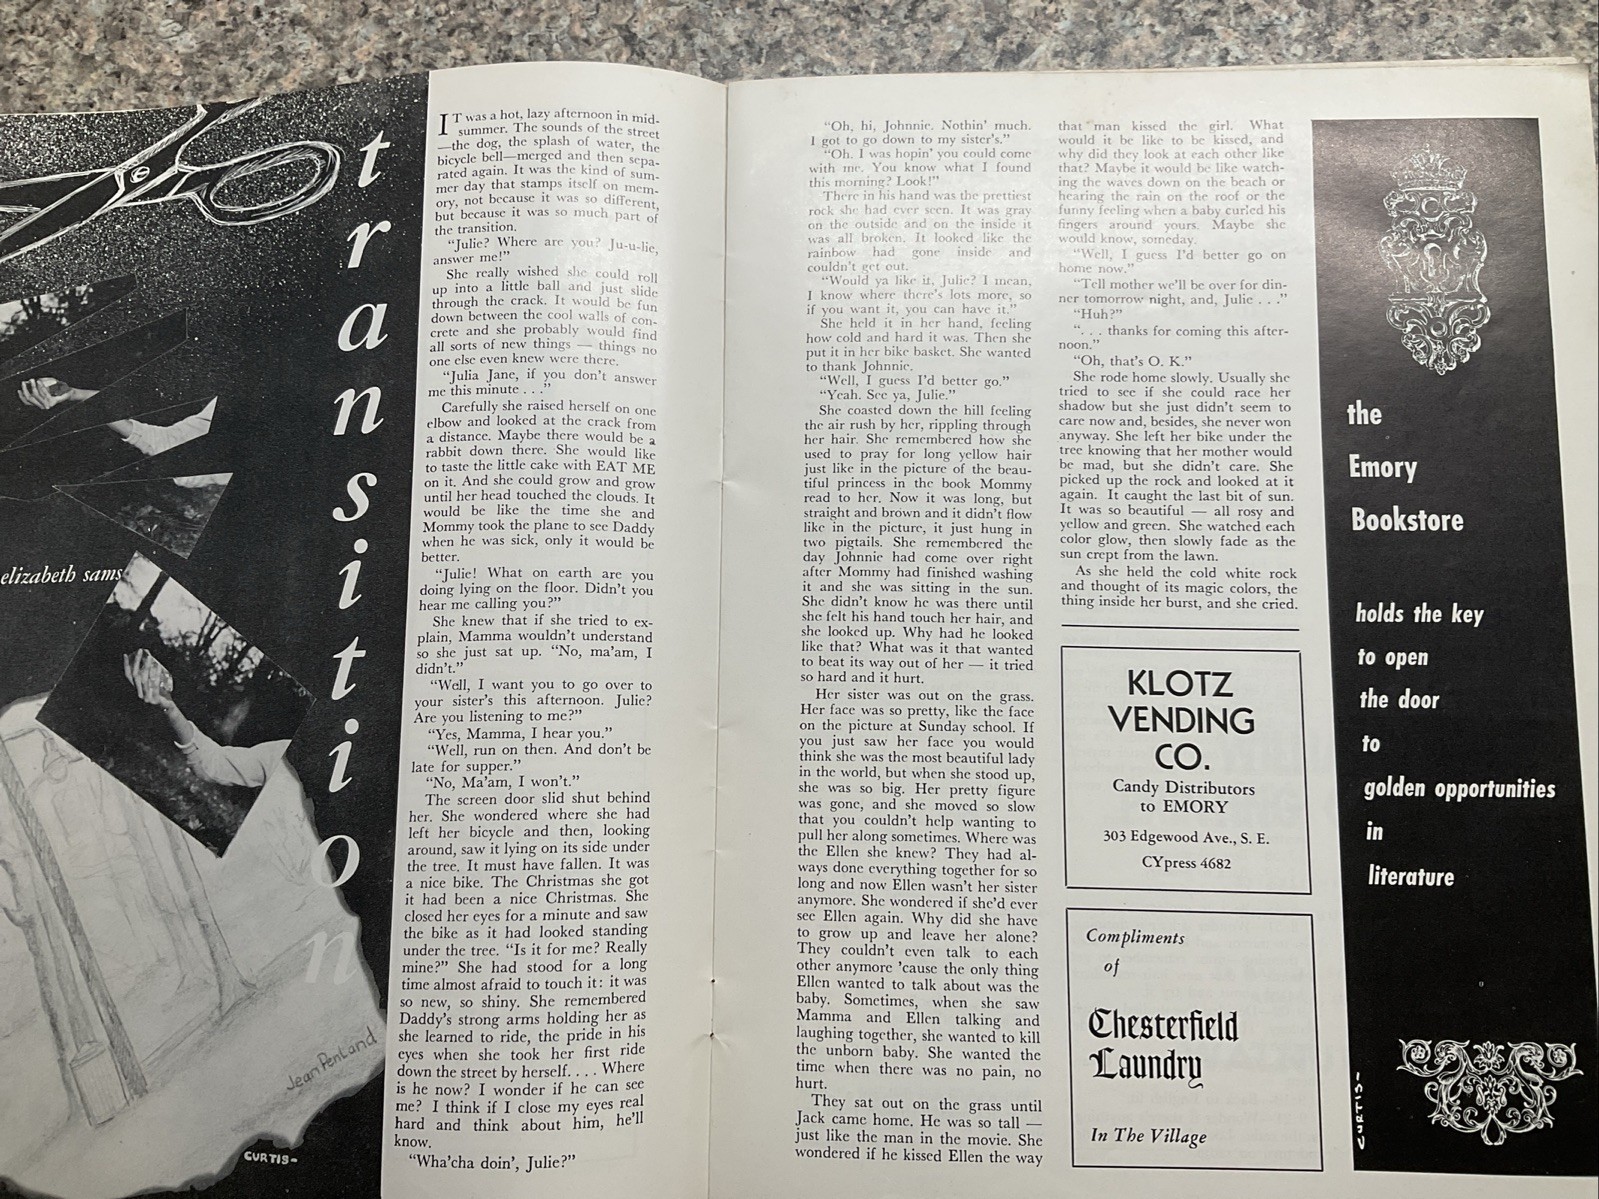 transition
elizabeth sams
Jean Penland
CURTIS-
IT was a hot, lazy afternoon in mid-
summer. The sounds of the street
—the dog, the splash of water, the
bicycle bell—merged and then sepa-
rated again. It was the kind of sum-
mer day that stamps itself on mem-
ory, not because it was so different,
but because it was so much part of
the transition.
"Julie? Where are you? Ju-u-lie,
answer me!"
She really wished she could roll
up into a little ball and just slide
through the crack. It would be fun
down between the cool walls of con-
crete and she probably would find
all sorts of new things — things no
one else even knew were there.
"Julia Jane, if you don't answer
me this minute . . ."
Carefully she raised herself on one
elbow and looked at the crack from
a distance. Maybe there would be a
rabbit down there. She would like
to taste the little cake with EAT ME
on it. And she could grow and grow
until her head touched the clouds. It
would be like the time she and
Mommy took the plane to see Daddy
when he was sick, only it would be
better.
"Julie! What on earth are you
doing lying on the floor. Didn't you
hear me calling you?"
She knew that if she tried to ex-
plain, Mamma wouldn't understand
so she just sat up. "No, ma'am, I
didn't."
"Well, I want you to go over to
your sister's this afternoon. Julie?
Are you listening to me?"
"Yes, Mamma, I hear you."
"Well, run on then. And don't be
late for supper."
"No, Ma'am, I won't."
The screen door slid shut behind
her. She wondered where she had
left her bicycle and then, looking
around, saw it lying on its side under
the tree. It must have fallen. It was
a nice bike. The Christmas she got
it had been a nice Christmas. She
closed her eyes for a minute and saw
the bike as it had looked standing
under the tree. "Is it for me? Really
mine?" She had stood for a long
time almost afraid to touch it: it was
so new, so shiny. She remembered
Daddy's strong arms holding her as
she learned to ride, the pride in his
eyes when she took her first ride
down the street by herself. . . . Where
is he now? I wonder if he can see
me? I think if I close my eyes real
hard and think about him, he'll
know.
"Wha'cha doin', Julie?"
"Oh, hi, Johnnie. Nothin' much.
I got to go down to my sister's."
"Oh. I was hopin' you could come
with me. You know what I found
this morning? Look!"
There in his hand was the prettiest
rock she had ever seen. It was gray
on the outside and on the inside it
was all broken. It looked like the
rainbow had gone inside and
couldn't get out.
"Would ya like it, Julie? I mean,
I know where there's lots more, so
if you want it, you can have it."
She held it in her hand, feeling
how cold and hard it was. Then she
put it in her bike basket. She wanted
to thank Johnnie.
"Well, I guess I'd better go."
"Yeah. See ya, Julie."
She coasted down the hill feeling
the air rush by her, rippling through
her hair. She remembered how she
used to pray for long yellow hair
just like in the picture of the beau-
tiful princess in the book Mommy
read to her. Now it was long, but
straight and brown and it didn't flow
like in the picture, it just hung in
two pigtails. She remembered the
day Johnnie had come over right
after Mommy had finished washing
it and she was sitting in the sun.
She didn't know he was there until
she felt his hand touch her hair, and
she looked up. Why had he looked
like that? What was it that wanted
to beat its way out of her — it tried
so hard and it hurt.
Her sister was out on the grass.
Her face was so pretty, like the face
on the picture at Sunday school. If
you just saw her face you would
think she was the most beautiful lady
in the world, but when she stood up,
she was so big. Her pretty figure
was gone, and she moved so slow
that you couldn't help wanting to
pull her along sometimes. Where was
the Ellen she knew? They had al-
ways done everything together for so
long and now Ellen wasn't her sister
anymore. She wondered if she'd ever
see Ellen again. Why did she have
to grow up and leave her alone?
They couldn't even talk to each
other anymore 'cause the only thing
Ellen wanted to talk about was the
baby. Sometimes, when she saw
Mamma and Ellen talking and
laughing together, she wanted to kill
the unborn baby. She wanted the
time when there was no pain, no
hurt.
They sat out on the grass until
Jack came home. He was so tall —
just like the man in the movie. She
wondered if he kissed Ellen the way
that man kissed the girl. What
would it be like to be kissed, and
why did they look at each other like
that? Maybe it would be like watch-
ing the waves down on the beach or
hearing the rain on the roof or the
funny feeling when a baby curled his
fingers around yours. Maybe she
would know, someday.
"Well, I guess I'd better go on
home now."
"Tell mother we'll be over for din-
ner tomorrow night, and, Julie . . ."
"Huh?"
". . . thanks for coming this after-
noon."
"Oh, that's O. K."
She rode home slowly. Usually she
tried to see if she could race her
shadow but she just didn't seem to
care now and, besides, she never won
anyway. She left her bike under the
tree knowing that her mother would
be mad, but she didn't care. She
picked up the rock and looked at it
again. It caught the last bit of sun.
It was so beautiful — all rosy and
yellow and green. She watched each
color glow, then slowly fade as the
sun crept from the lawn.
As she held the cold white rock
and thought of its magic colors, the
thing inside her burst, and she cried.
KLOTZ
VENDING
CO.
Candy Distributors
to EMORY
303 Edgewood Ave., S. E.
CYpress 4682
Compliments
of
Chesterfield
Laundry
In The Village
the
Emory
Bookstore
holds the key
to open
the door
to
golden opportunities
in
literature
CURTIS-